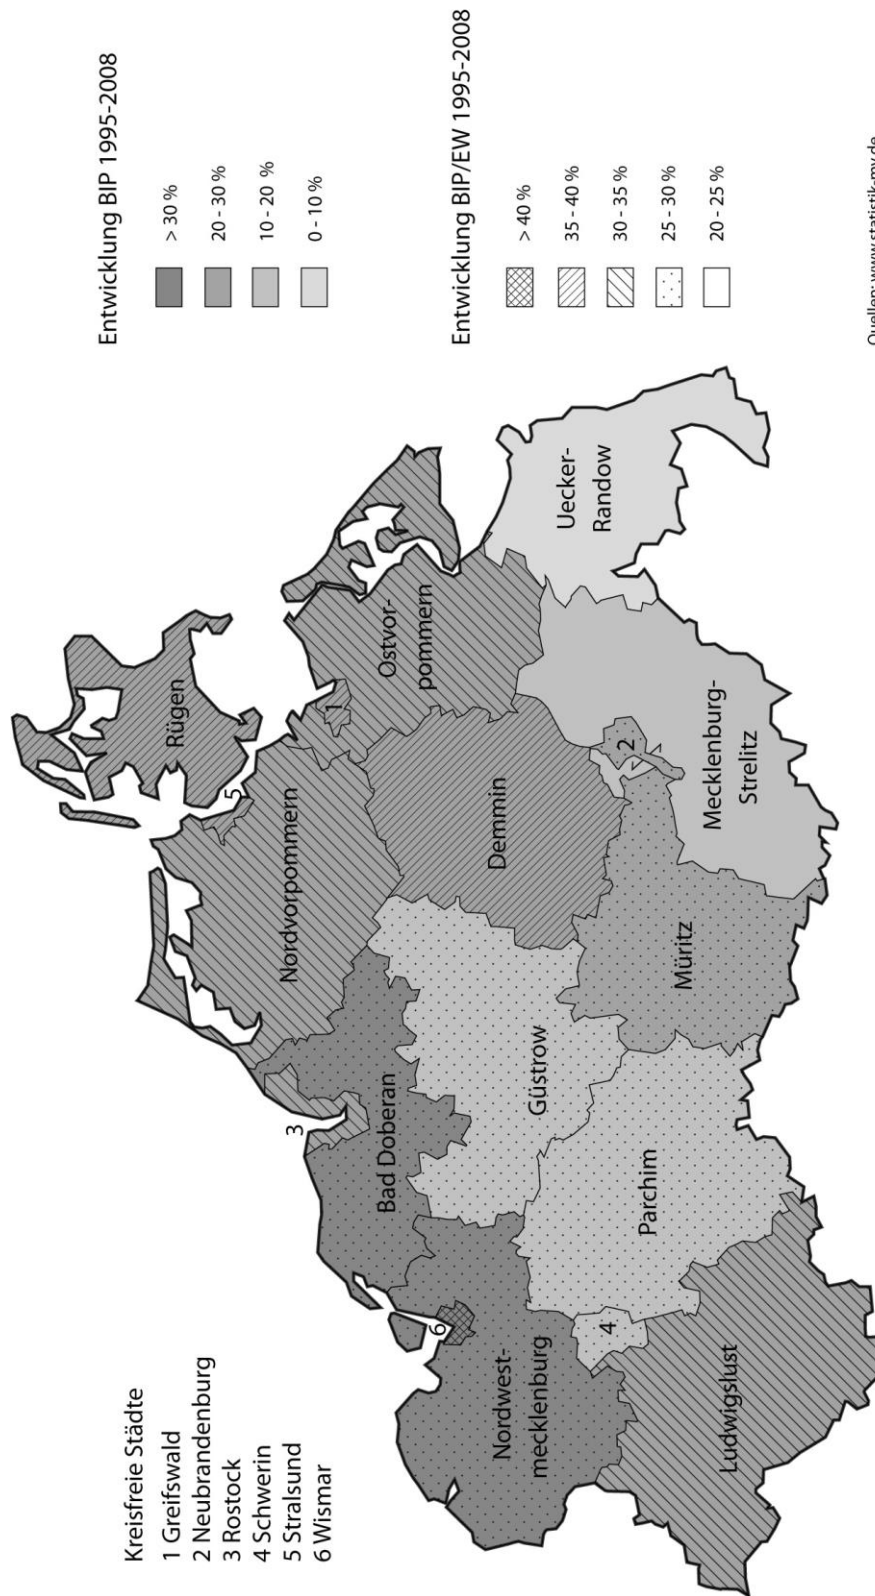 Kreisfreie Städte
1 Greifswald
2 Neubrandenburg
3 Rostock
4 Schwerin
5 Stralsund
6 Wismar
Rügen
5
Nordvorpommern
1
3
Ostvor-
pommern
Bad Doberan
6
Demmin
Nordwest-
mecklenburg
Güstrow
Uecker-
Randow
4
2
Parchim
Müritz
Mecklenburg-
Strelitz
Ludwigslust
Entwicklung BIP 1995-2008
> 30 %
20 - 30 %
10 - 20 %
0 - 10 %
Entwicklung BIP/EW 1995-2008
> 40 %
35 - 40 %
30 - 35 %
25 - 30 %
20 - 25 %
Quellen: www.statistik-mv.de